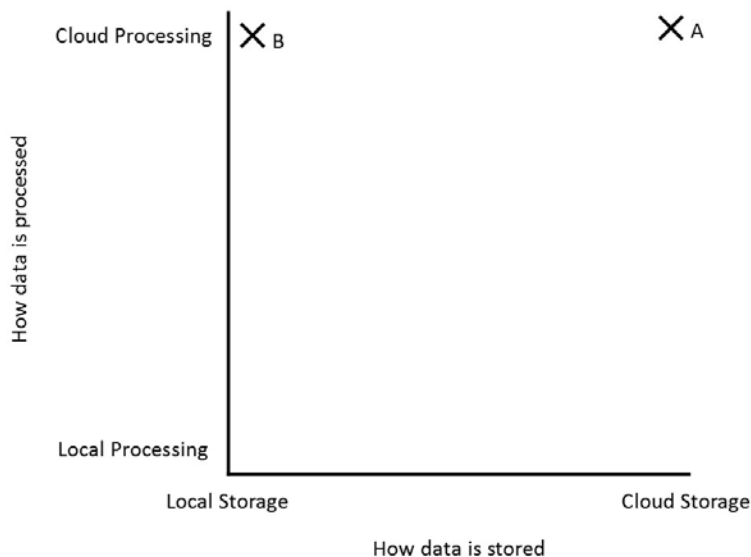 Cloud Processing
B
A
How data is processed
Local Processing
Local Storage
Cloud Storage
How data is stored